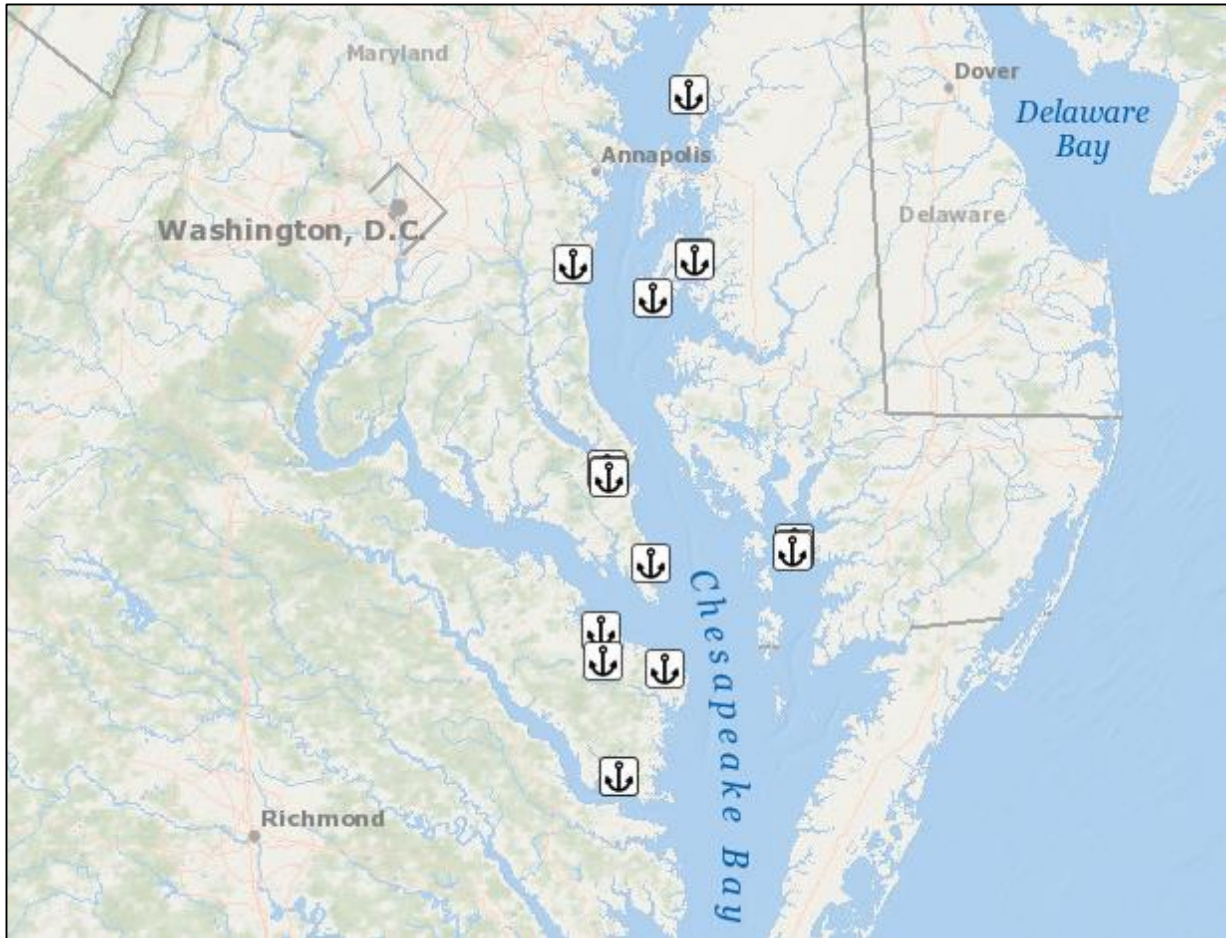 Maryland
Dover
Delaware
Bay
Annapolis
Delaware
Washington, D.C.
Chesapeake Bay
Richmond